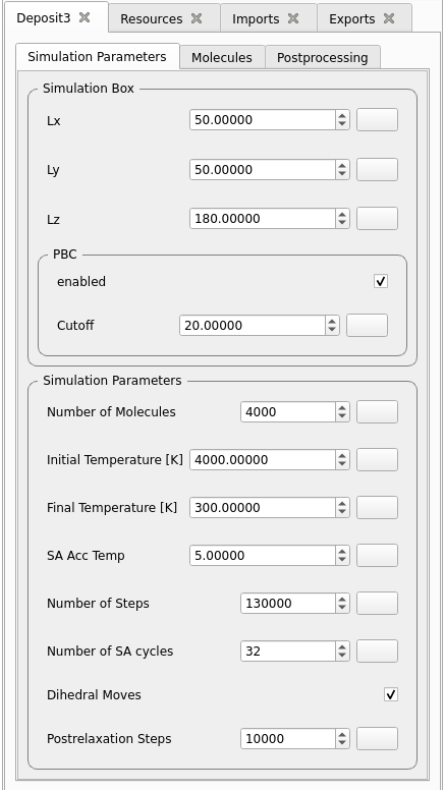 Deposit3 Resources Imports Exports
Simulation Parameters Molecules Postprocessing
Simulation Box
Lx 50.00000
Ly 50.00000
Lz 180.00000
PBC
enabled
Cutoff 20.00000
Simulation Parameters
Number of Molecules 4000
Initial Temperature [K] 4000.00000
Final Temperature [K] 300.00000
SA Acc Temp 5.00000
Number of Steps 130000
Number of SA cycles 32
Dihedral Moves
Postrelaxation Steps 10000